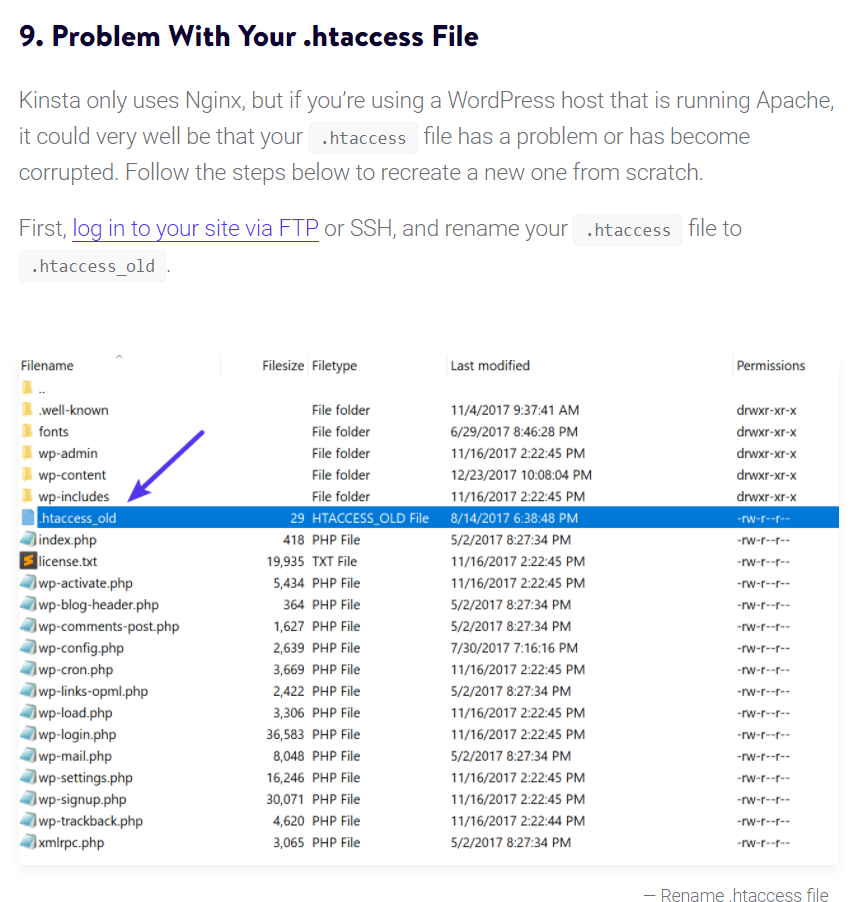 9. Problem With Your .htaccess File
Kinsta only uses Nginx, but if you’re using a WordPress host that is running Apache,
it could very well be that your .htaccess file has a problem or has become
corrupted. Follow the steps below to recreate a new one from scratch.
First, log in to your site via FTP or SSH, and rename your .htaccess file to
.htaccess_old .
Filename Filesize Filetype Last modified Permissions
..
.well-known File folder 11/4/2017 9:37:41 AM drwxr-xr-x
fonts File folder 6/29/2017 8:46:28 PM drwxr-xr-x
wp-admin File folder 11/16/2017 2:22:45 PM drwxr-xr-x
wp-content File folder 12/23/2017 10:08:04 PM drwxr-xr-x
wp-includes File folder 11/16/2017 2:22:45 PM drwxr-xr-x
.htaccess_old 29 HTACCESS_OLD File 8/14/2017 6:38:48 PM -rw-r--r--
index.php 418 PHP File 5/2/2017 8:27:34 PM -rw-r--r--
license.txt 19,935 TXT File 11/16/2017 2:22:45 PM -rw-r--r--
wp-activate.php 5,434 PHP File 11/16/2017 2:22:45 PM -rw-r--r--
wp-blog-header.php 364 PHP File 5/2/2017 8:27:34 PM -rw-r--r--
wp-comments-post.php 1,627 PHP File 5/2/2017 8:27:34 PM -rw-r--r--
wp-config.php 2,639 PHP File 7/30/2017 7:16:16 PM -rw-r--r--
wp-cron.php 3,669 PHP File 11/16/2017 2:22:45 PM -rw-r--r--
wp-links-opml.php 2,422 PHP File 5/2/2017 8:27:34 PM -rw-r--r--
wp-load.php 3,306 PHP File 11/16/2017 2:22:45 PM -rw-r--r--
wp-login.php 36,583 PHP File 11/16/2017 2:22:45 PM -rw-r--r--
wp-mail.php 8,048 PHP File 5/2/2017 8:27:34 PM -rw-r--r--
wp-settings.php 16,246 PHP File 11/16/2017 2:22:45 PM -rw-r--r--
wp-signup.php 30,071 PHP File 11/16/2017 2:22:45 PM -rw-r--r--
wp-trackback.php 4,620 PHP File 11/16/2017 2:22:44 PM -rw-r--r--
xmlrpc.php 3,065 PHP File 5/2/2017 8:27:34 PM -rw-r--r--
— Rename .htaccess file